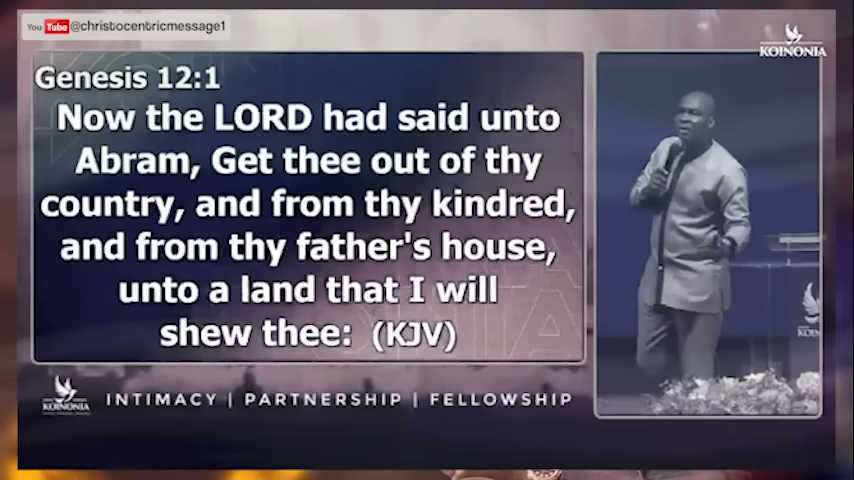 You Tube @christocentricmessage1
KOINONIA
Genesis 12:1
Now the LORD had said unto
Abram, Get thee out of thy
country, and from thy kindred,
and from thy father's house,
unto a land that I will
shew thee: (KJV)
KOINONIA
KOINONIA
INTIMACY | PARTNERSHIP | FELLOWSHIP